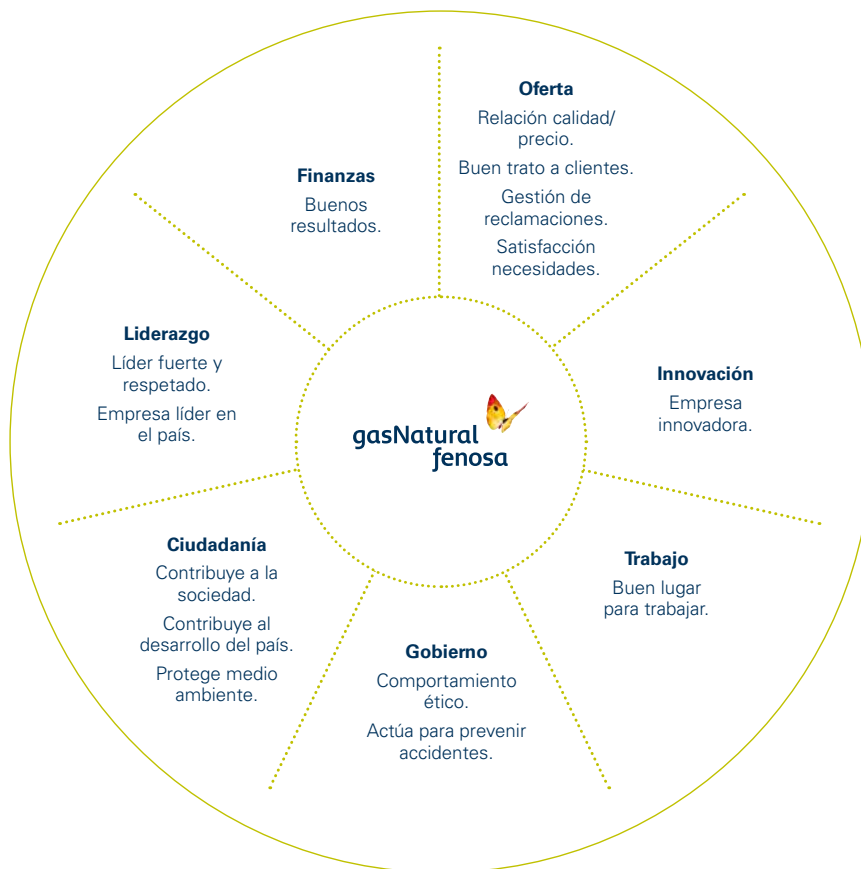 Oferta
Relación calidad/
precio.
Buen trato a clientes.
Gestión de
reclamaciones.
Satisfacción
necesidades.
Innovación
Empresa
innovadora.
Trabajo
Buen lugar
para trabajar.
Gobierno
Comportamiento
ético.
Actúa para prevenir
accidentes.
Ciudadanía
Contribuye a la
sociedad.
Contribuye al
desarrollo del país.
Protege medio
ambiente.
Liderazgo
Líder fuerte y
respetado.
Empresa líder en
el país.
Finanzas
Buenos
resultados.
gasNatural
fenosa